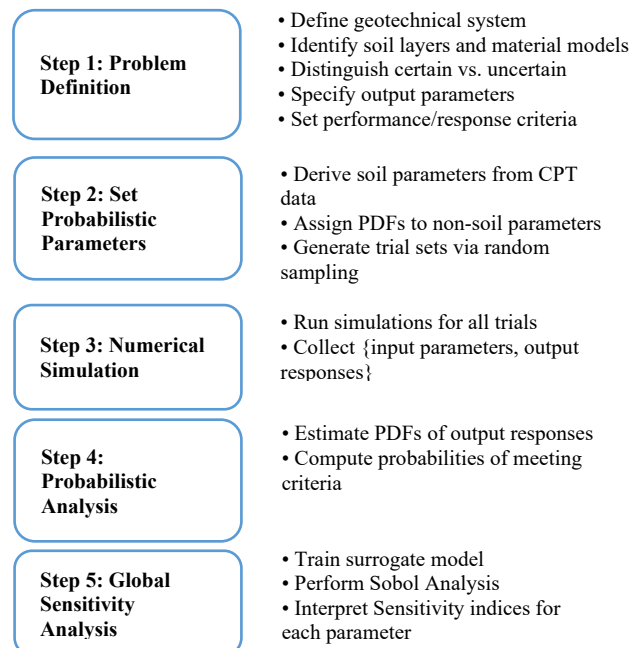 Step 1: Problem
Definition
• Define geotechnical system
• Identify soil layers and material models
• Distinguish certain vs. uncertain
• Specify output parameters
• Set performance/response criteria
Step 2: Set
Probabilistic
Parameters
• Derive soil parameters from CPT
data
• Assign PDFs to non-soil parameters
• Generate trial sets via random
sampling
Step 3: Numerical
Simulation
• Run simulations for all trials
• Collect {input parameters, output
responses}
Step 4:
Probabilistic
Analysis
• Estimate PDFs of output responses
• Compute probabilities of meeting
criteria
Step 5: Global
Sensitivity
Analysis
• Train surrogate model
• Perform Sobol Analysis
• Interpret Sensitivity indices for
each parameter